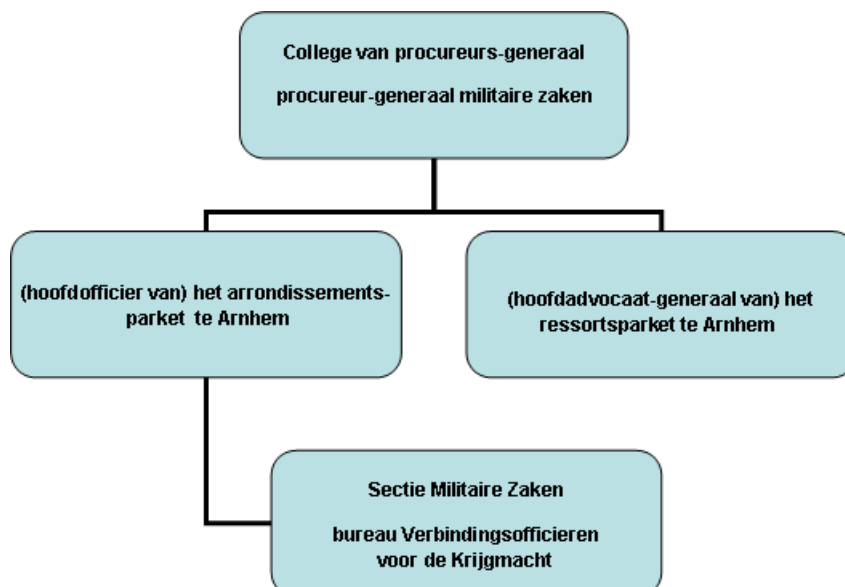 College van procureurs-generaal
procureur-generaal militaire zaken
(hoofdofficier van) het arrondissements-
parket te Arnhem
(hoofdadvocaat-generaal van) het
ressortsparket te Arnhem
Sectie Militaire Zaken
bureau Verbindingsofficieren
voor de Krijgmacht